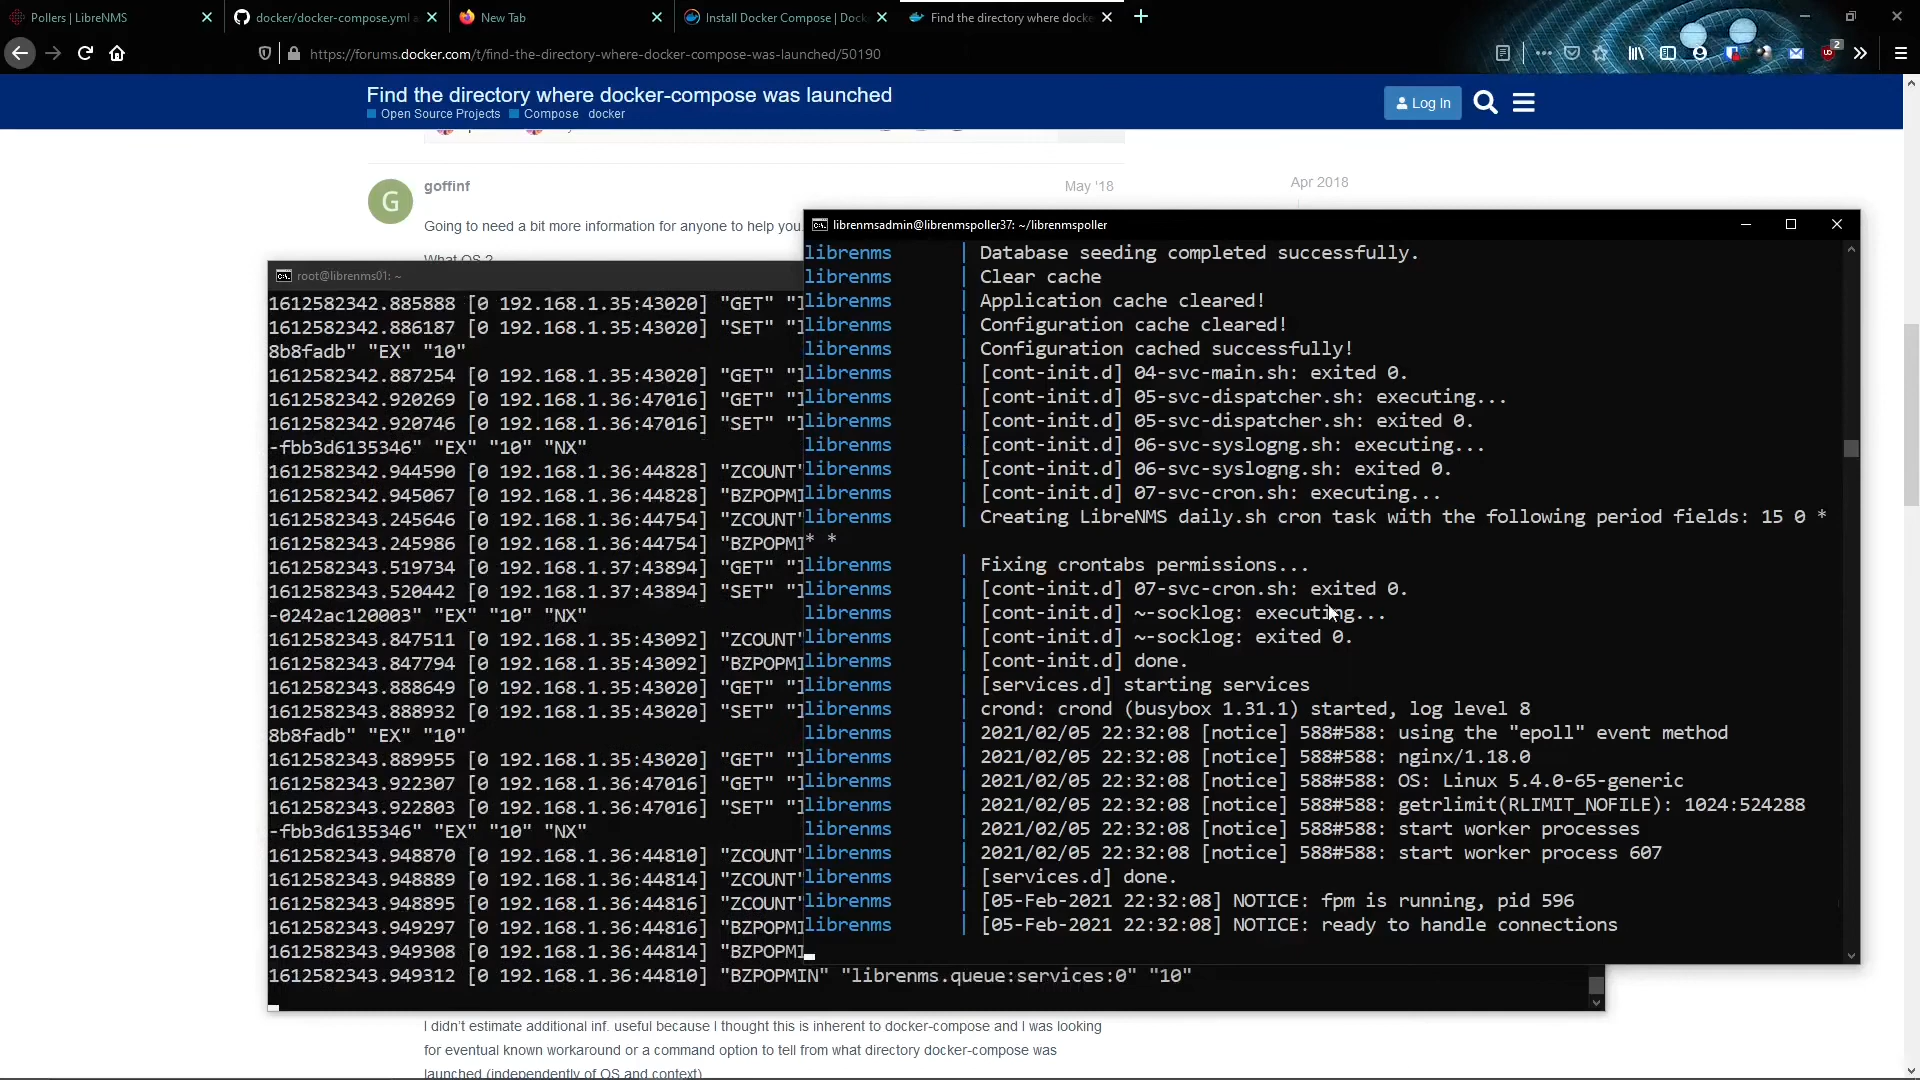 Pollers | LibreNMS
docker/docker-compose.yml a
New Tab
Install Docker Compose | Doc
Find the directory where docke
https://forums.docker.com/t/find-the-directory-where-docker-compose-was-launched/50190
2
Find the directory where docker-compose was launched
Open Source Projects Compose docker
Log In
G
goffinf
May '18
Apr 2018
Going to need a bit more information for anyone to help you.
What OS ?
root@librenms01: ~
1612582342.885888 [0 192.168.1.35:43020] "GET"
1612582342.886187 [0 192.168.1.35:43020] "SET"
8b8fadb" "EX" "10"
1612582342.887254 [0 192.168.1.35:43020] "GET"
1612582342.920269 [0 192.168.1.36:47016] "GET"
1612582342.920746 [0 192.168.1.36:47016] "SET"
-fbb3d6135346" "EX" "10" "NX"
1612582342.944590 [0 192.168.1.36:44828] "ZCOUNT"
1612582342.945067 [0 192.168.1.36:44828] "BZPOPMI
1612582343.245646 [0 192.168.1.36:44754] "ZCOUNT"
1612582343.245986 [0 192.168.1.36:44754] "BZPOPMI
1612582343.519734 [0 192.168.1.37:43894] "GET"
1612582343.520442 [0 192.168.1.37:43894] "SET"
-0242ac120003" "EX" "10" "NX"
1612582343.847511 [0 192.168.1.35:43092] "ZCOUNT"
1612582343.847794 [0 192.168.1.35:43092] "BZPOPMI
1612582343.888649 [0 192.168.1.35:43020] "GET"
1612582343.888932 [0 192.168.1.35:43020] "SET"
8b8fadb" "EX" "10"
1612582343.889955 [0 192.168.1.35:43020] "GET"
1612582343.922307 [0 192.168.1.36:47016] "GET"
1612582343.922803 [0 192.168.1.36:47016] "SET"
-fbb3d6135346" "EX" "10" "NX"
1612582343.948870 [0 192.168.1.36:44810] "ZCOUNT"
1612582343.948889 [0 192.168.1.36:44814] "ZCOUNT"
1612582343.948895 [0 192.168.1.36:44816] "ZCOUNT"
1612582343.949297 [0 192.168.1.36:44816] "BZPOPMI
1612582343.949308 [0 192.168.1.36:44814] "BZPOPMI
1612582343.949312 [0 192.168.1.36:44810] "BZPOPMIN" "librenms.queue:services:0" "10"
librenmsadmin@librenmspoller37: ~/librenmspoller
librenms | Database seeding completed successfully.
librenms | Clear cache
librenms | Application cache cleared!
librenms | Configuration cache cleared!
librenms | Configuration cached successfully!
librenms | [cont-init.d] 04-svc-main.sh: exited 0.
librenms | [cont-init.d] 05-svc-dispatcher.sh: executing...
librenms | [cont-init.d] 05-svc-dispatcher.sh: exited 0.
librenms | [cont-init.d] 06-svc-syslogng.sh: executing...
librenms | [cont-init.d] 06-svc-syslogng.sh: exited 0.
librenms | [cont-init.d] 07-svc-cron.sh: executing...
librenms | Creating LibreNMS daily.sh cron task with the following period fields: 15 0 *
* *
librenms | Fixing crontabs permissions...
librenms | [cont-init.d] 07-svc-cron.sh: exited 0.
librenms | [cont-init.d] ~-socklog: executing...
librenms | [cont-init.d] ~-socklog: exited 0.
librenms | [cont-init.d] done.
librenms | [services.d] starting services
librenms | crond: crond (busybox 1.31.1) started, log level 8
librenms | 2021/02/05 22:32:08 [notice] 588#588: using the "epoll" event method
librenms | 2021/02/05 22:32:08 [notice] 588#588: nginx/1.18.0
librenms | 2021/02/05 22:32:08 [notice] 588#588: OS: Linux 5.4.0-65-generic
librenms | 2021/02/05 22:32:08 [notice] 588#588: getrlimit(RLIMIT_NOFILE): 1024:524288
librenms | 2021/02/05 22:32:08 [notice] 588#588: start worker processes
librenms | 2021/02/05 22:32:08 [notice] 588#588: start worker process 607
librenms | [services.d] done.
librenms | [05-Feb-2021 22:32:08] NOTICE: fpm is running, pid 596
librenms | [05-Feb-2021 22:32:08] NOTICE: ready to handle connections
I didn't estimate additional inf. useful because I thought this is inherent to docker-compose and I was looking
for eventual known workaround or a command option to tell from what directory docker-compose was
launched (independently of OS and context)